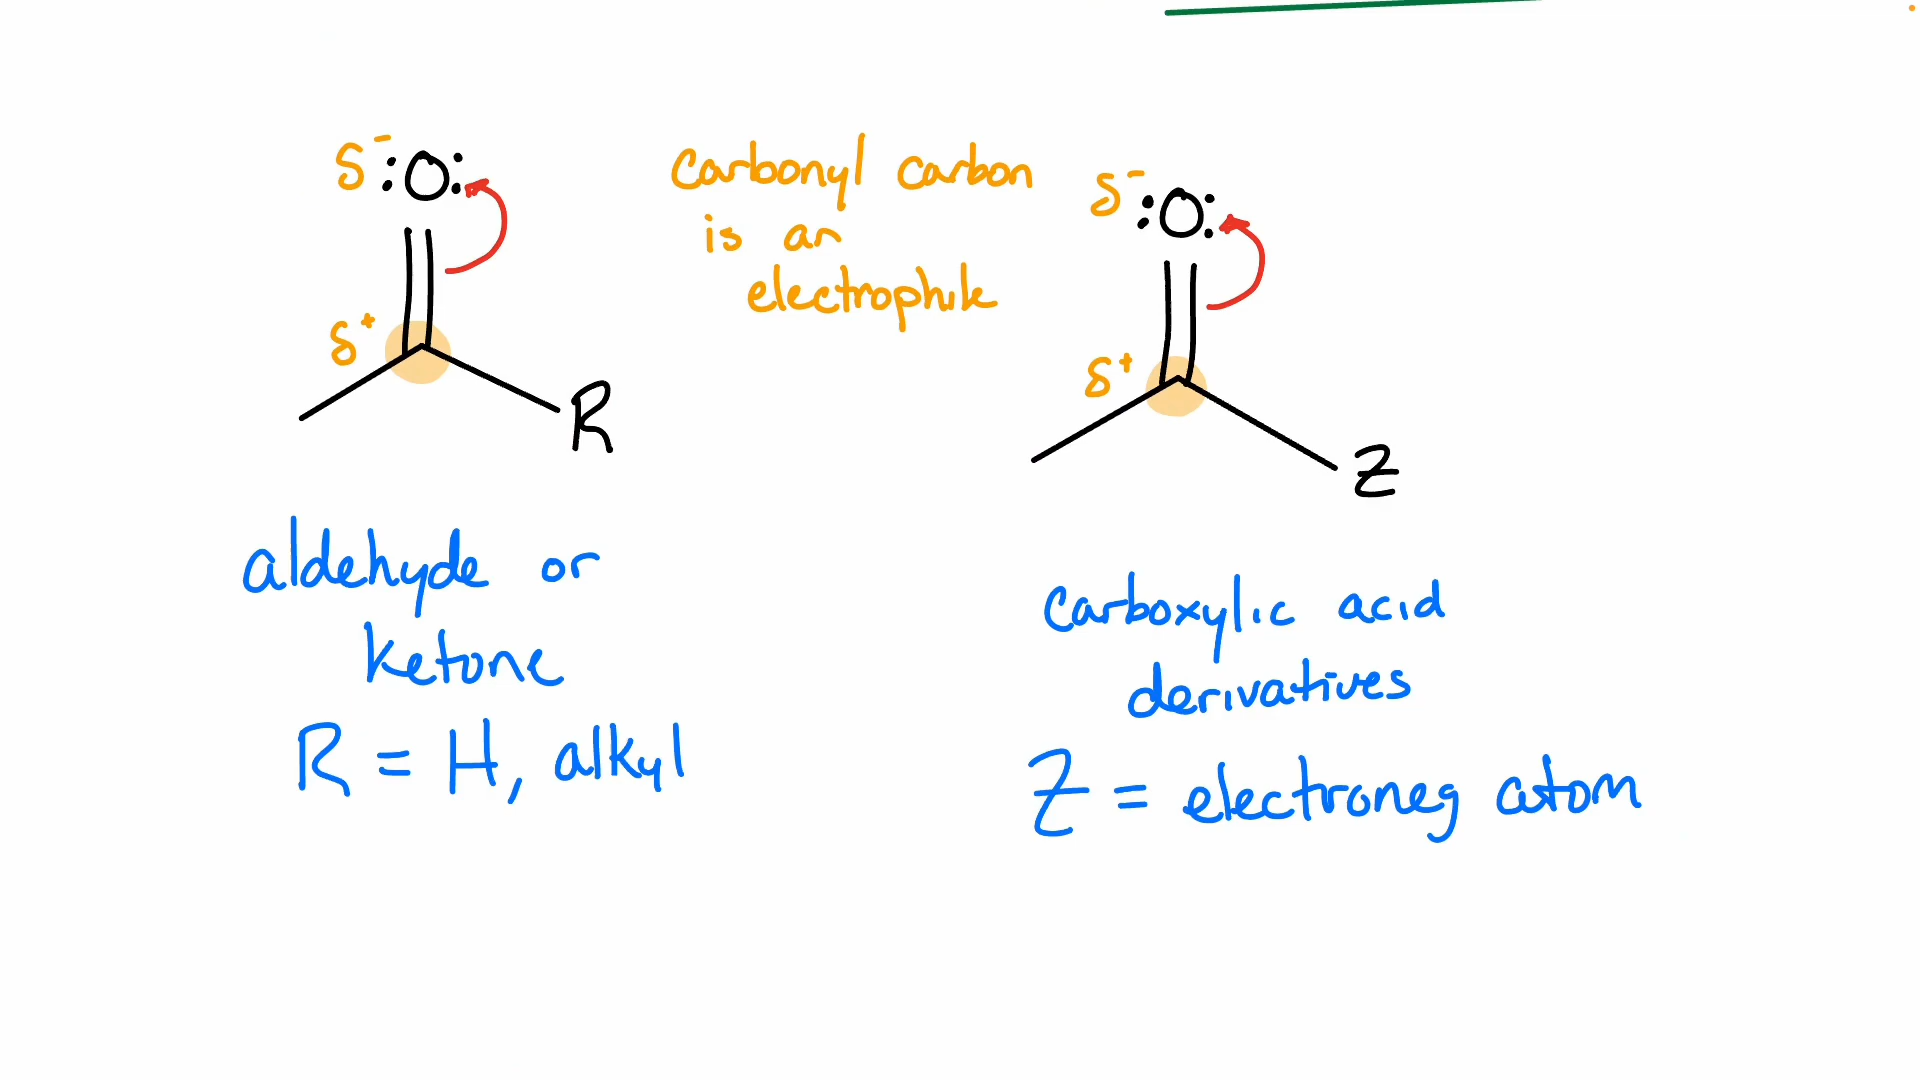 δ⁻ :O:
δ⁺
R
carbonyl carbon
is an
electrophile
δ⁻ :O:
δ⁺
Z
aldehyde or
ketone
R = H, alkyl
carboxylic acid
derivatives
Z = electroneg atom